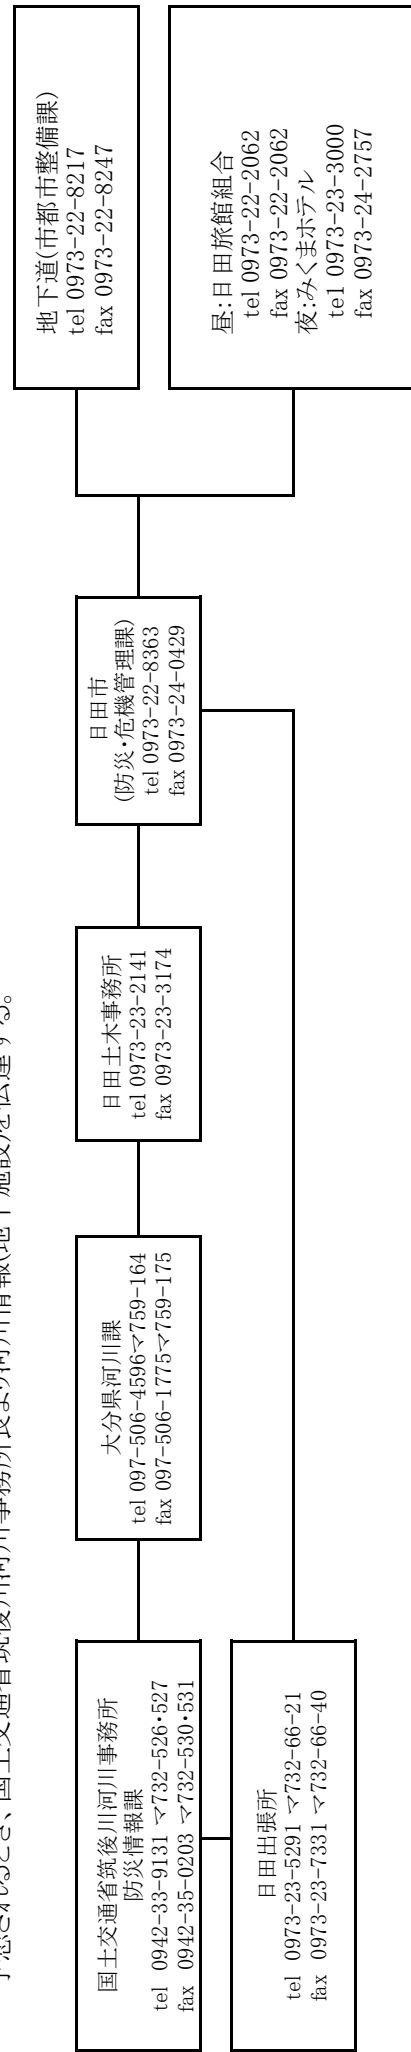 予想されるとき、国土交通省筑後川河川事務所長より河川情報(地下施設)を伝達する。
国土交通省筑後川河川事務所
防災情報課
tel 0942-33-9131 マ732-526・527
fax 0942-35-0203 マ732-530・531
日田出張所
tel 0973-23-5291 マ732-66-21
fax 0973-23-7331 マ732-66-40
大分県河川課
tel 097-506-4596マ759-164
fax 097-506-1775マ759-175
日田土木事務所
tel 0973-23-2141
fax 0973-23-3174
日田市
(防災・危機管理課)
tel 0973-22-8363
fax 0973-24-0429
地下道(市都市整備課)
tel 0973-22-8217
fax 0973-22-8247
昼:日田旅館組合
tel 0973-22-2062
fax 0973-22-2062
夜:みくまホテル
tel 0973-23-3000
fax 0973-24-2757